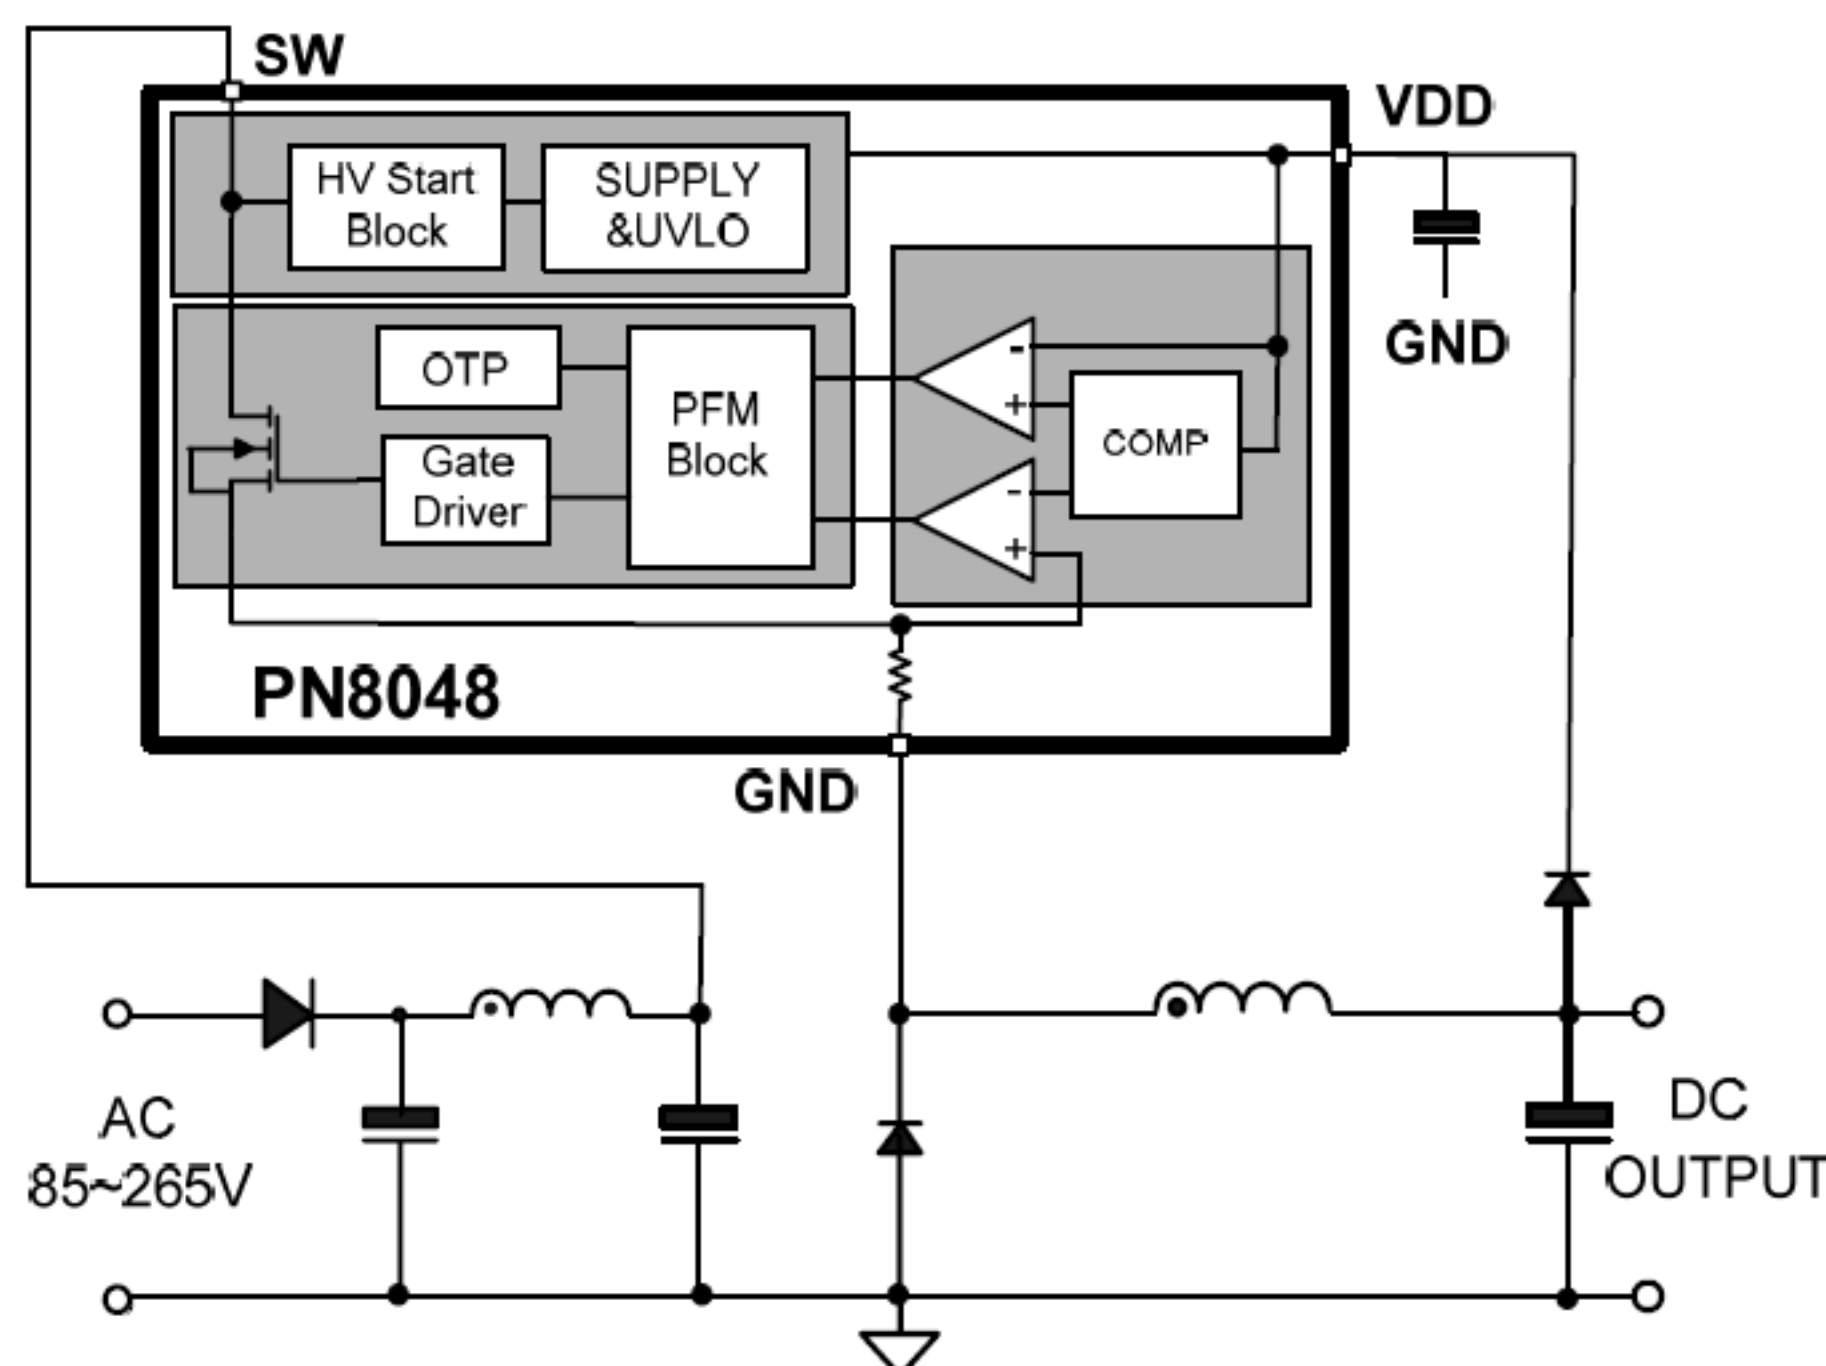 SW
VDD
HV Start
Block
SUPPLY
&UVLO
GND
OTP
PFM
Block
Gate
Driver
-
+
COMP
-
+
PN8048
GND
AC
85~265V
DC
OUTPUT